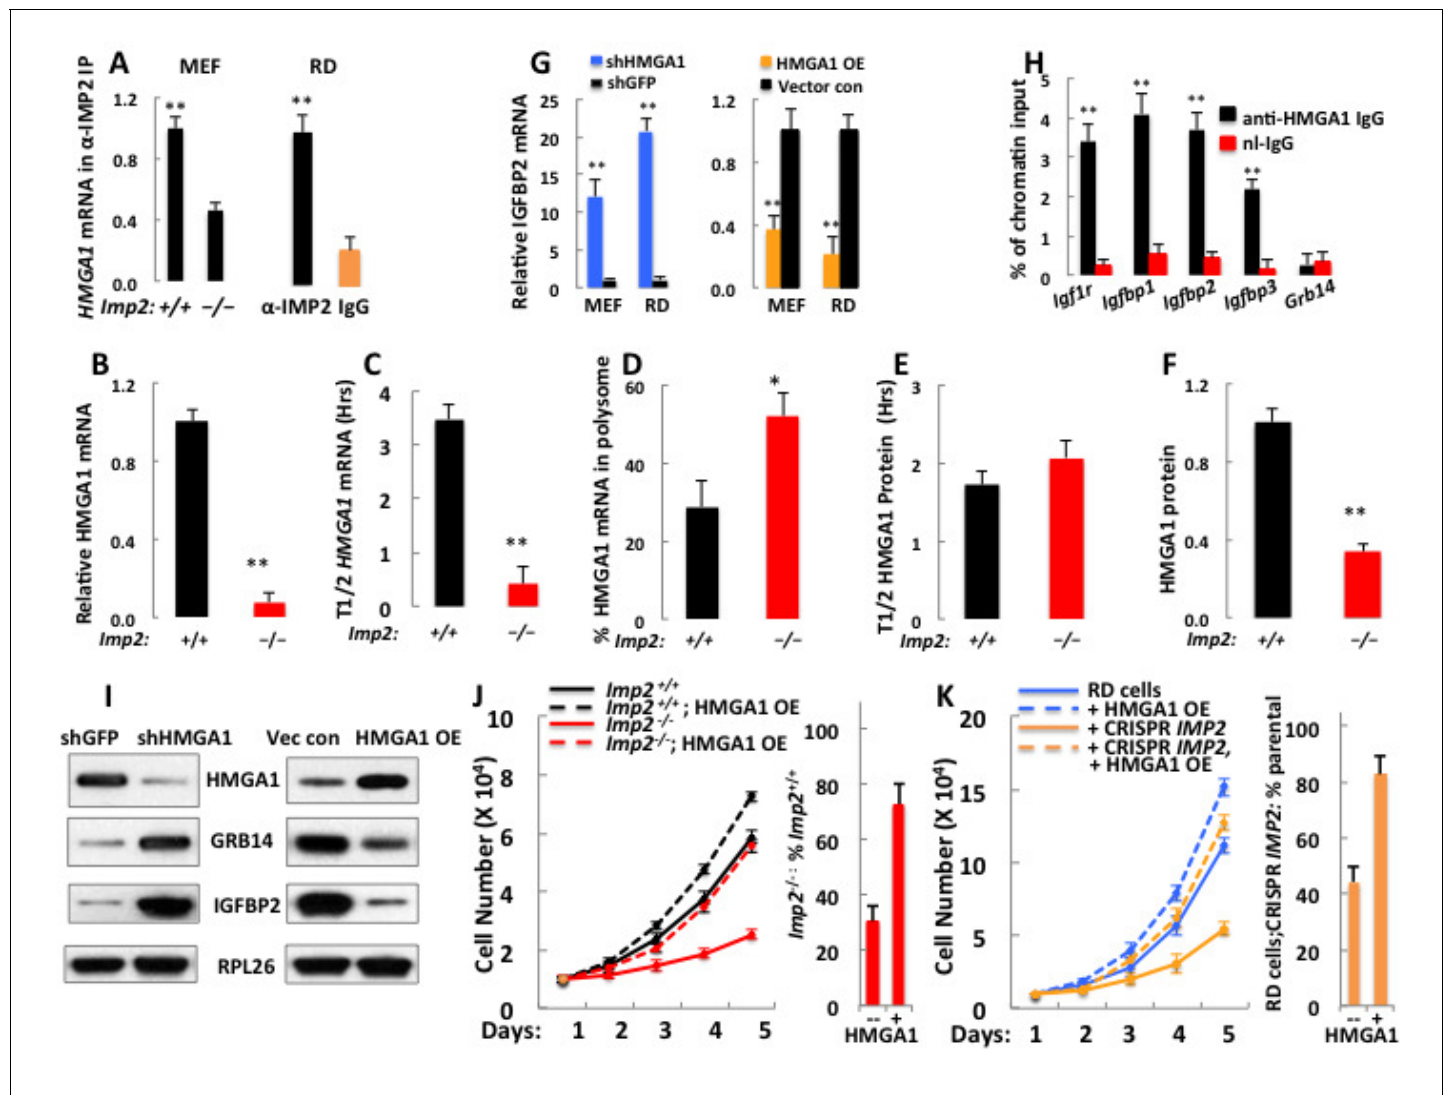 A
MEF
RD
HMGA1 mRNA in α-IMP2 IP
1.2
0.8
0.4
0.0
**
**
Imp2: +/+ −/−
α-IMP2 IgG
G
shHMGA1
shGFP
HMGA1 OE
Vector con
Relative IGFBP2 mRNA
25
20
15
10
5
0
**
**
MEF RD
1.2
0.8
0.4
0.0
**
**
MEF RD
H
% of chromatin input
5
4
3
2
1
0
**
**
**
**
anti-HMGA1 IgG
nl-IgG
Igf1r
Igfbp1
Igfbp2
Igfbp3
Grb14
B
Relative HMGA1 mRNA
1.2
0.8
0.4
0.0
**
Imp2: +/+ −/−
C
T1/2 HMGA1 mRNA (Hrs)
4
3
2
1
0
**
Imp2: +/+ −/−
D
% HMGA1 mRNA in polysome
60
40
20
0
*
Imp2: +/+ −/−
E
T1/2 HMGA1 Protein (Hrs)
3
2
1
0
Imp2: +/+ −/−
F
HMGA1 protein
1.2
0.8
0.4
0.0
**
Imp2: +/+ −/−
I
shGFP shHMGA1 Vec con HMGA1 OE
HMGA1
GRB14
IGFBP2
RPL26
J
Imp2+/+
Imp2+/+; HMGA1 OE
Imp2-/-
Imp2-/-; HMGA1 OE
Cell Number (X 10⁴)
10
8
6
4
2
0
Days: 1 2 3 4 5
Imp2-/-: % Imp2+/+
100
80
60
40
20
0
-- +
HMGA1
K
RD cells
+ HMGA1 OE
+ CRISPR IMP2
+ CRISPR IMP2,
+ HMGA1 OE
Cell Number (X 10⁴)
20
15
10
5
0
Days: 1 2 3 4 5
RD cells;CRISPR IMP2: % parental
100
80
60
40
20
0
-- +
HMGA1